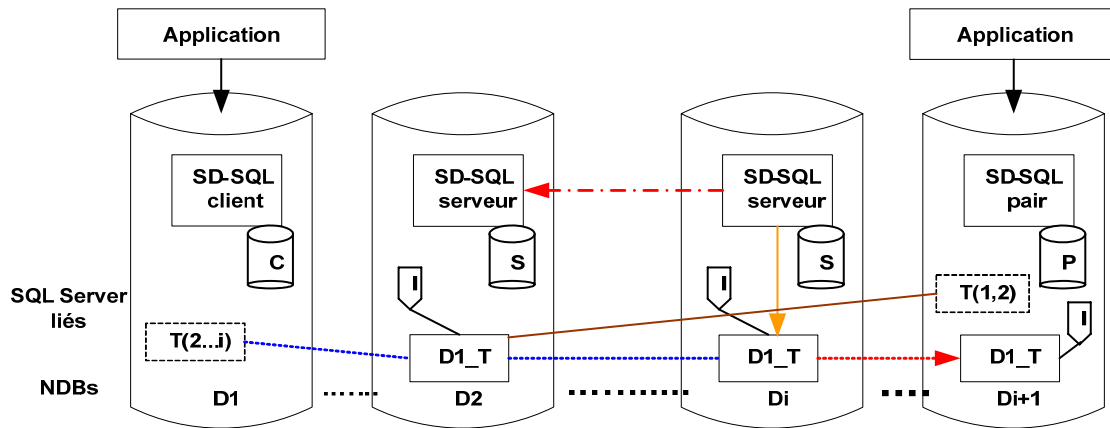 Application
Application
SD-SQL
client
SD-SQL
serveur
SD-SQL
serveur
SD-SQL
pair
C
S
S
P
I
I
I
SQL Server
liés
T(1,2)
T(2...i)
D1_T
D1_T
D1_T
NDBs
D1
D2
Di
Di+1